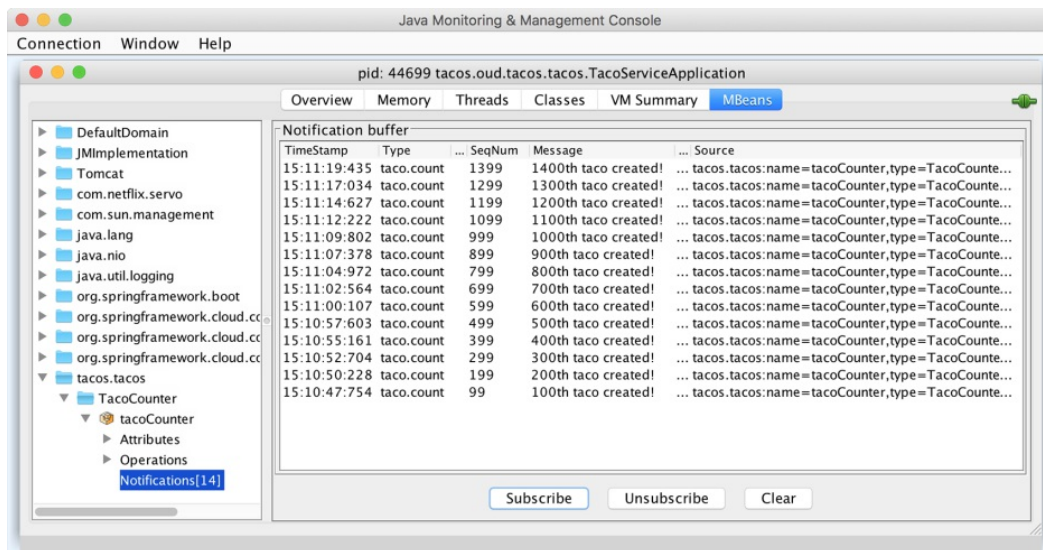 Java Monitoring & Management Console
Connection Window Help
pid: 44699 tacos.oud.tacos.tacos.TacoServiceApplication
Overview Memory Threads Classes VM Summary MBeans
DefaultDomain
JMImplementation
Tomcat
com.netflix.servo
com.sun.management
java.lang
java.nio
java.util.logging
org.springframework.boot
org.springframework.cloud.cc
org.springframework.cloud.cc
org.springframework.cloud.cc
tacos.tacos
TacoCounter
tacoCounter
Attributes
Operations
Notifications[14]
Notification buffer
TimeStamp Type ... SeqNum Message ... Source
15:11:19:435 taco.count 1399 1400th taco created! ... tacos.tacos:name=tacoCounter,type=TacoCounte...
15:11:17:034 taco.count 1299 1300th taco created! ... tacos.tacos:name=tacoCounter,type=TacoCounte...
15:11:14:627 taco.count 1199 1200th taco created! ... tacos.tacos:name=tacoCounter,type=TacoCounte...
15:11:12:222 taco.count 1099 1100th taco created! ... tacos.tacos:name=tacoCounter,type=TacoCounte...
15:11:09:802 taco.count 999 1000th taco created! ... tacos.tacos:name=tacoCounter,type=TacoCounte...
15:11:07:378 taco.count 899 900th taco created! ... tacos.tacos:name=tacoCounter,type=TacoCounte...
15:11:04:972 taco.count 799 800th taco created! ... tacos.tacos:name=tacoCounter,type=TacoCounte...
15:11:02:564 taco.count 699 700th taco created! ... tacos.tacos:name=tacoCounter,type=TacoCounte...
15:11:00:107 taco.count 599 600th taco created! ... tacos.tacos:name=tacoCounter,type=TacoCounte...
15:10:57:603 taco.count 499 500th taco created! ... tacos.tacos:name=tacoCounter,type=TacoCounte...
15:10:55:161 taco.count 399 400th taco created! ... tacos.tacos:name=tacoCounter,type=TacoCounte...
15:10:52:704 taco.count 299 300th taco created! ... tacos.tacos:name=tacoCounter,type=TacoCounte...
15:10:50:228 taco.count 199 200th taco created! ... tacos.tacos:name=tacoCounter,type=TacoCounte...
15:10:47:754 taco.count 99 100th taco created! ... tacos.tacos:name=tacoCounter,type=TacoCounte...
Subscribe Unsubscribe Clear